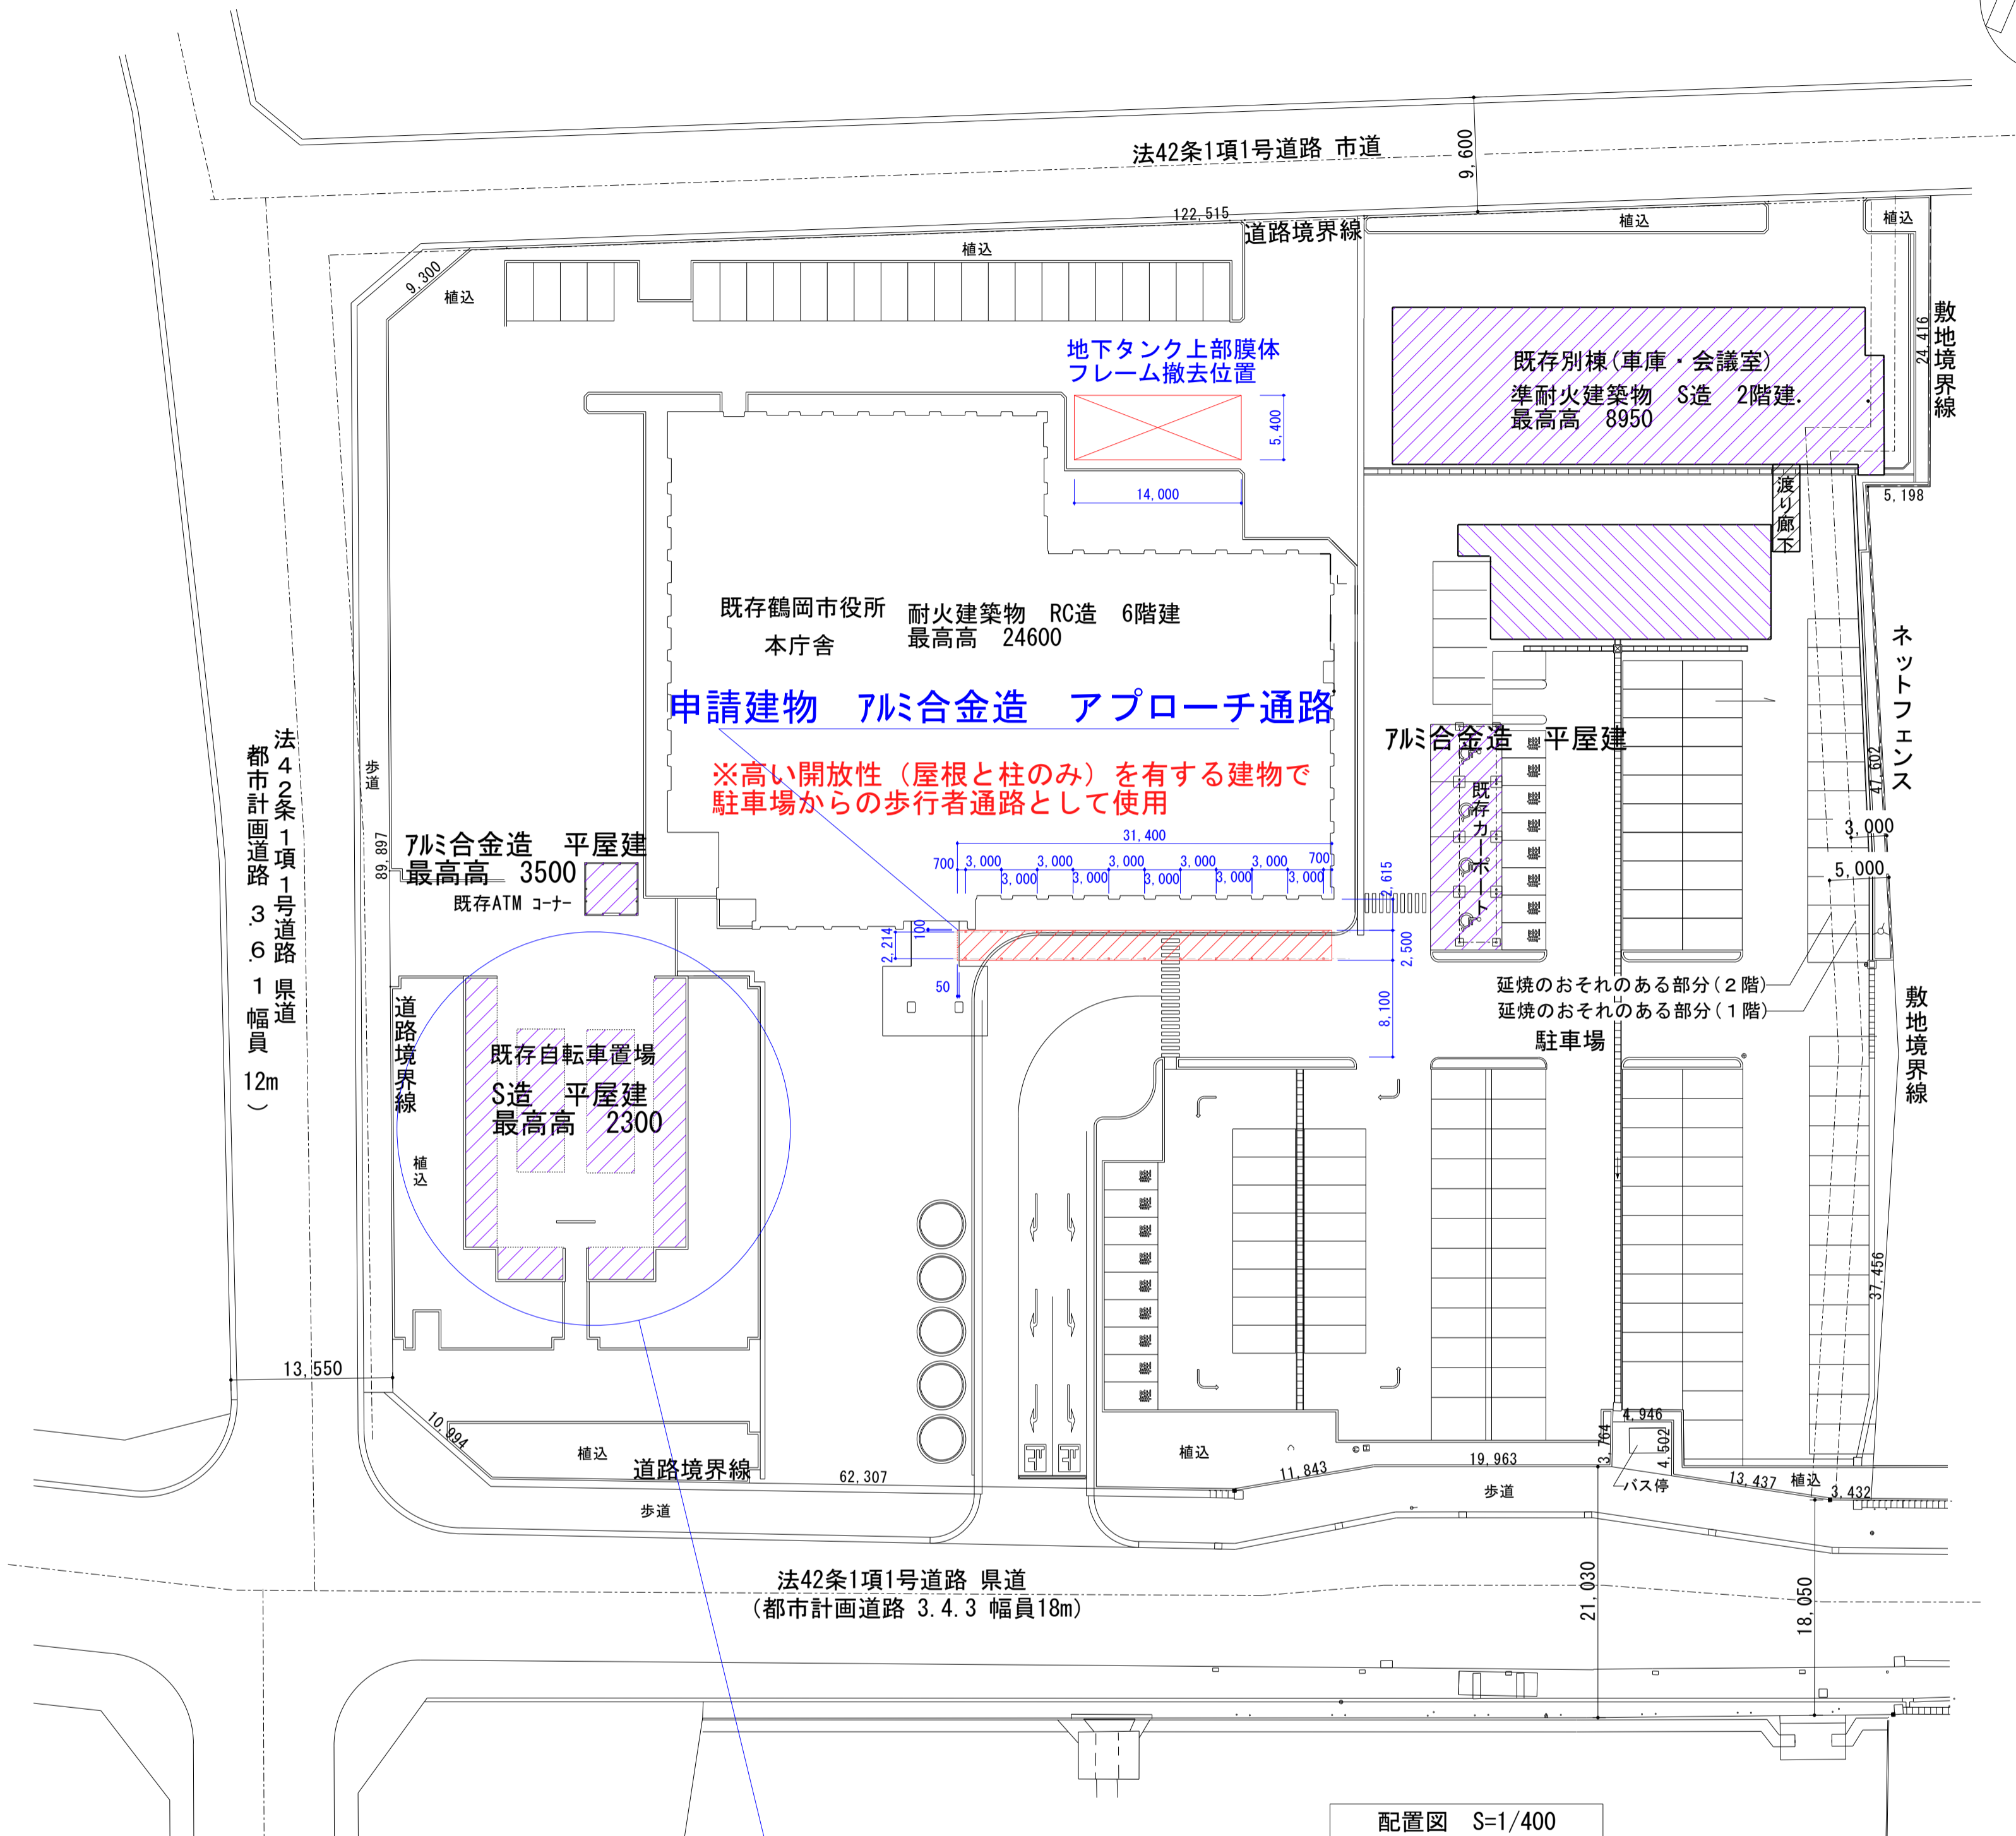 法42条1項1号道路 市道
9,600
122,515
道路境界線
植込
植込
植込
9,300
植込
敷地境界線
24,416
地下タンク上部膜体
フレーム撤去位置
5,400
14,000
既存別棟(車庫・会議室)
準耐火建築物 S造 2階建.
最高高 8950
渡り廊下
5,198
既存鶴岡市役所
本庁舎
耐火建築物 RC造 6階建
最高高 24600
申請建物 アルミ合金造 アプローチ通路
※高い開放性（屋根と柱のみ）を有する建物で
駐車場からの歩行者通路として使用
31,400
700 3,000 3,000 3,000 3,000 3,000 700
3,000 3,000 3,000 3,000 3,000
2,615
100
2,214
50
2,500
8,100
アルミ合金造 平屋建
既存カーポート
軽
軽
軽
軽
軽
軽
軽
軽
ネットフェンス
47,602
3,000
5,000
延焼のおそれのある部分(２階)
延焼のおそれのある部分(１階)
駐車場
敷地境界線
37,456
法42条1項1号道路 県道
都市計画道路 3.6.1 幅員 12m）
歩道
89,897
アルミ合金造 平屋建
最高高 3500
既存ATM コーナー
道路境界線
既存自転車置場
S造 平屋建
最高高 2300
植込
13,550
10,994
植込
道路境界線
62,307
歩道
軽
軽
軽
軽
軽
軽
軽
軽
軽
植込
11,843
19,963
3,764
4,946
4,502
バス停
13,437
植込
3,432
歩道
法42条1項1号道路 県道
(都市計画道路 3.4.3 幅員18m)
21,030
18,050
配置図 S=1/400